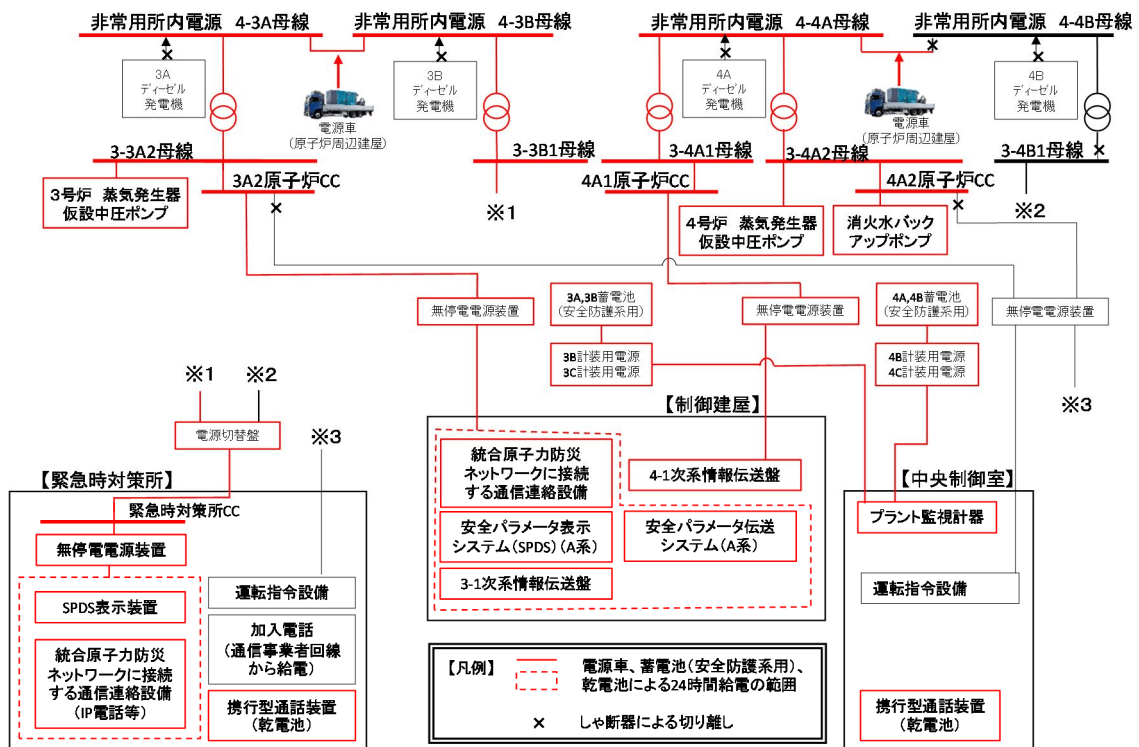 非常用所内電源 4-3A母線
非常用所内電源 4-3B母線
非常用所内電源 4-4A母線
非常用所内電源 4-4B母線
3A
ディーゼル
発電機
3B
ディーゼル
発電機
4A
ディーゼル
発電機
4B
ディーゼル
発電機
電源車
(原子炉周辺建屋)
電源車
(原子炉周辺建屋)
3-3A2母線
3-3B1母線
3-4A1母線
3-4A2母線
3-4B1母線
3A2原子炉CC
4A1原子炉CC
4A2原子炉CC
3号炉 蒸気発生器
仮設中圧ポンプ
※1
4号炉 蒸気発生器
仮設中圧ポンプ
消火水バック
アップポンプ
※2
無停電電源装置
3A,3B蓄電池
(安全防護系用)
無停電電源装置
4A,4B蓄電池
(安全防護系用)
無停電電源装置
3B計装用電源
3C計装用電源
4B計装用電源
4C計装用電源
※3
※1
※2
電源切替盤
※3
【緊急時対策所】
緊急時対策所CC
無停電電源装置
SPDS表示装置
統合原子力防災
ネットワークに接続
する通信連絡設備
(IP電話等)
運転指令設備
加入電話
(通信事業者回線
から給電)
携行型通話装置
(乾電池)
【制御建屋】
統合原子力防災
ネットワークに接続
する通信連絡設備
4-1次系情報伝送盤
安全パラメータ表示
システム(SPDS)(A系)
安全パラメータ伝送
システム(A系)
3-1次系情報伝送盤
【中央制御室】
プラント監視計器
運転指令設備
携行型通話装置
(乾電池)
【凡例】
電源車、蓄電池(安全防護系用)、
乾電池による24時間給電の範囲
× しゃ断器による切り離し